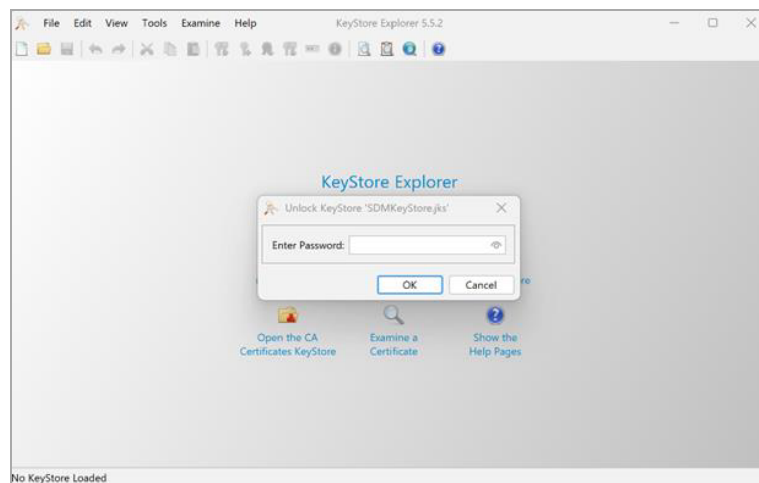 File Edit View Tools Examine Help KeyStore Explorer 5.5.2
KeyStore Explorer
Unlock KeyStore 'SDMKeyStore.jks'
Enter Password:
OK Cancel
Open the CA Examine a Show the
Certificates KeyStore Certificate Help Pages
No KeyStore Loaded